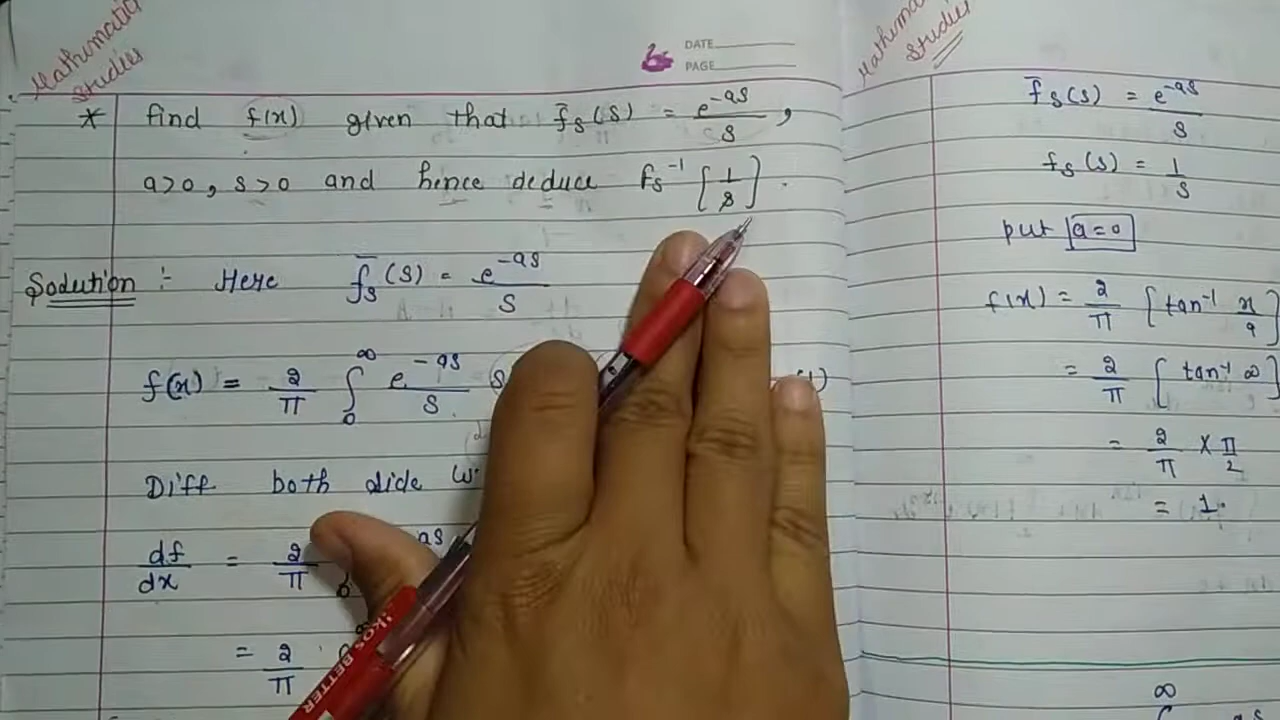 Mathematics
Studies
DATE
PAGE
* find f(x) given that f̄s(s) = e^-as / s ,
a>0, s>0 and hence deduce fs^-1 [1/s] .
Solution :- Here f̄s(s) = e^-as / s
f(x) = 2/π ∫0^∞ e^-as / s
Diff both side w
df/dx = 2/π
= 2/π
ikos BETTER
Studies
f̄s(s) = e^-as / s
fs(s) = 1/s
put a=0
f(x) = 2/π [tan^-1 x/a]
= 2/π [tan^-1 ∞]
= 2/π × π/2
= 1.
∞